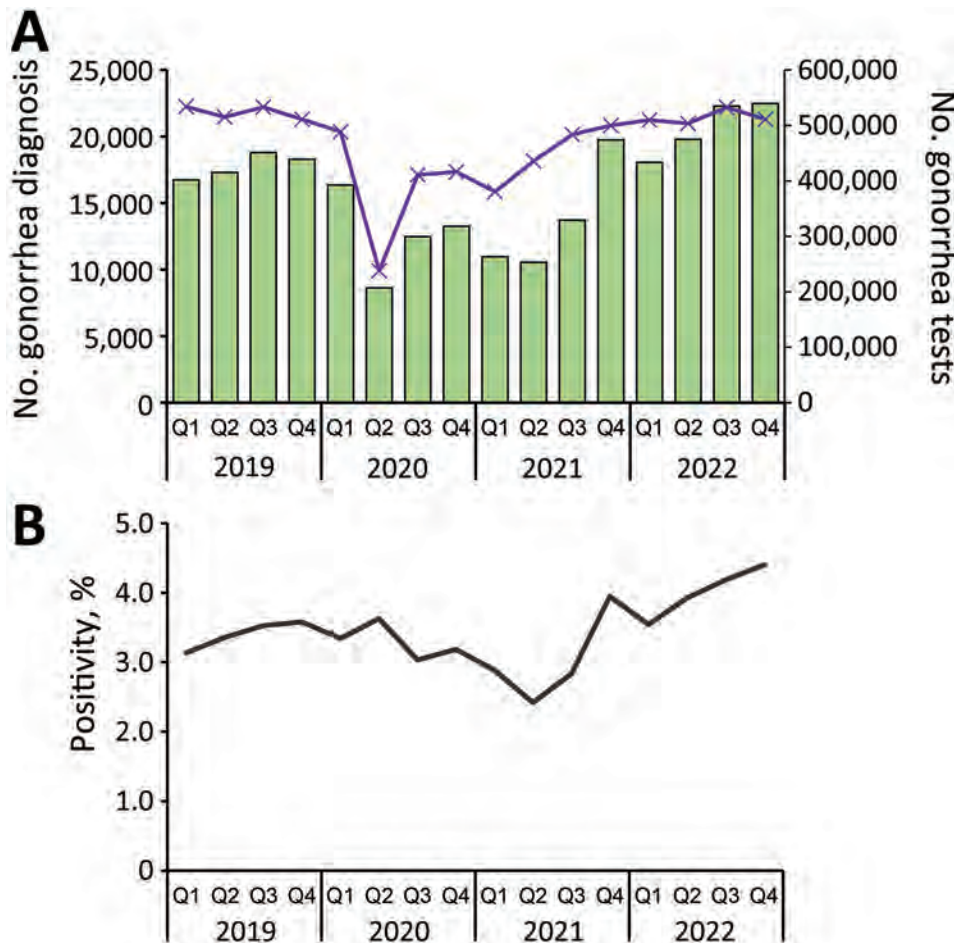 A
25,000
20,000
15,000
10,000
5,000
0
No. gonorrhea diagnosis
600,000
500,000
400,000
300,000
200,000
100,000
0
No. gonorrhea tests
Q1 Q2 Q3 Q4 Q1 Q2 Q3 Q4 Q1 Q2 Q3 Q4 Q1 Q2 Q3 Q4
2019 2020 2021 2022
B
5.0
4.0
3.0
2.0
1.0
0
Positivity, %
Q1 Q2 Q3 Q4 Q1 Q2 Q3 Q4 Q1 Q2 Q3 Q4 Q1 Q2 Q3 Q4
2019 2020 2021 2022